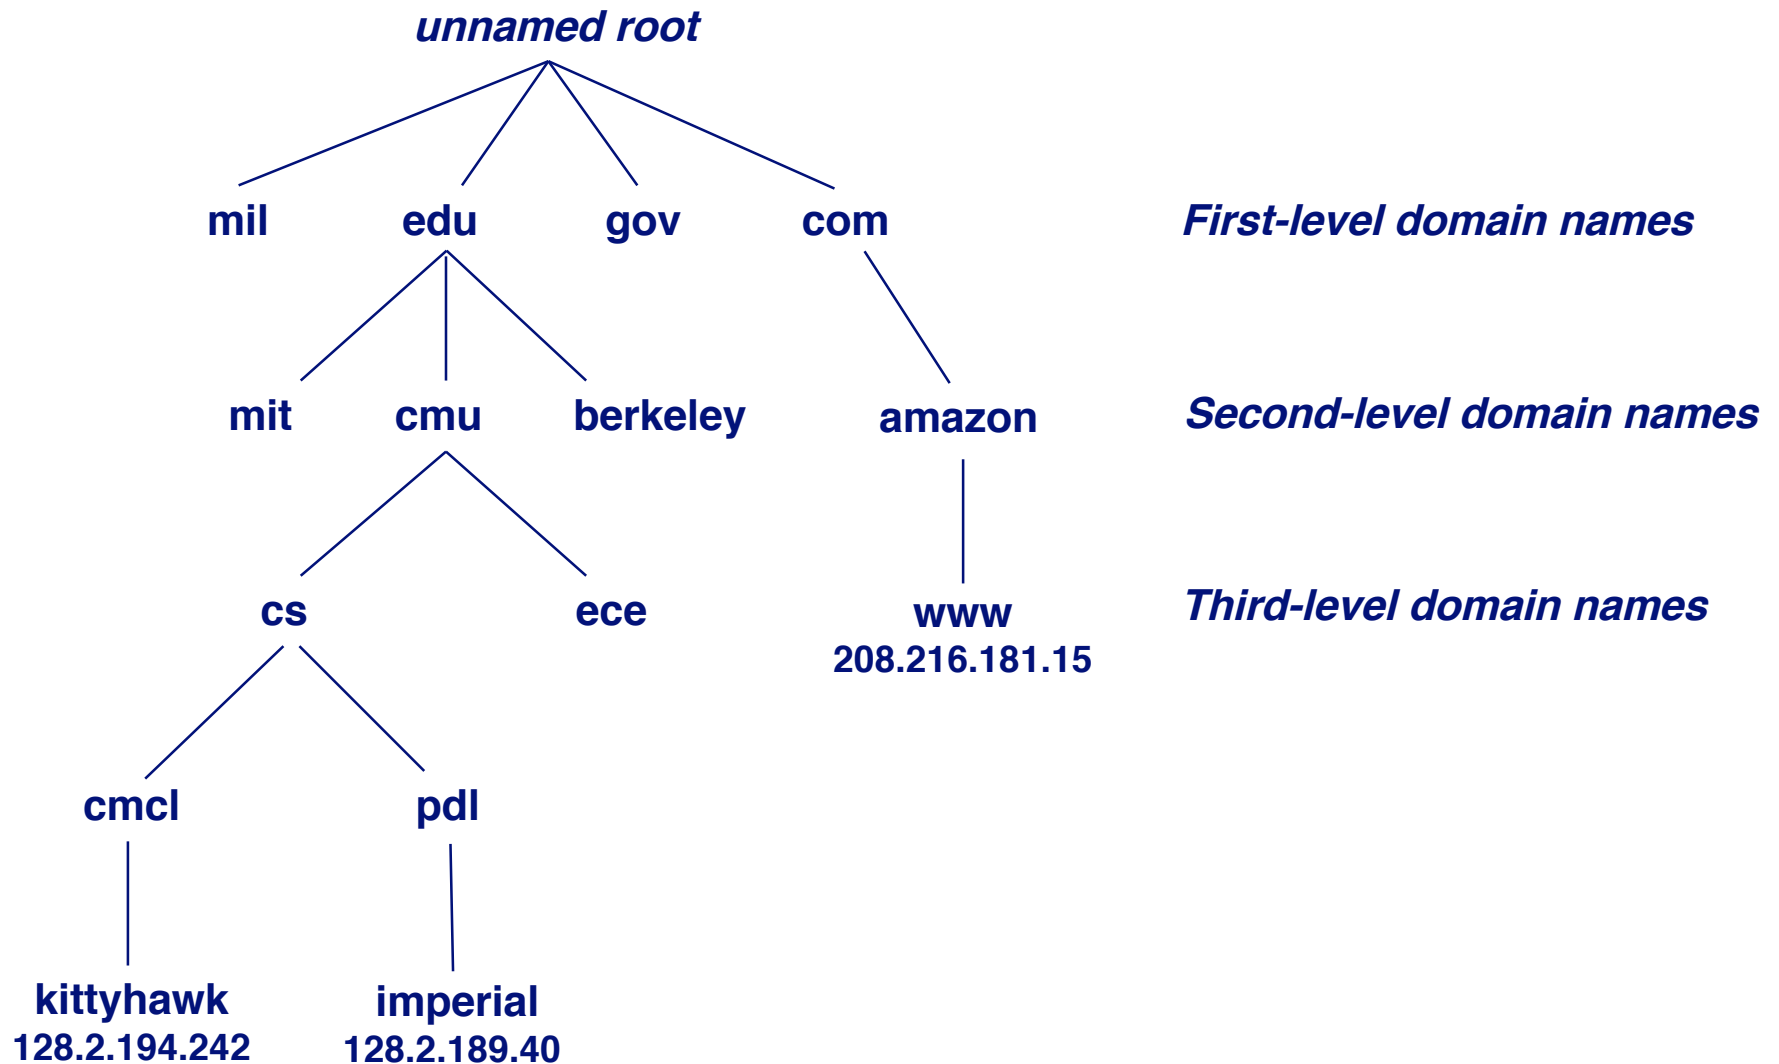 unnamed root
mil edu gov com First-level domain names
mit cmu berkeley amazon Second-level domain names
cs ece www Third-level domain names
208.216.181.15
cmcl pdl
kittyhawk imperial
128.2.194.242 128.2.189.40